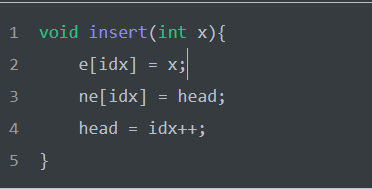 1 void insert(int x){
2     e[idx] = x;
3     ne[idx] = head;
4     head = idx++;
5 }